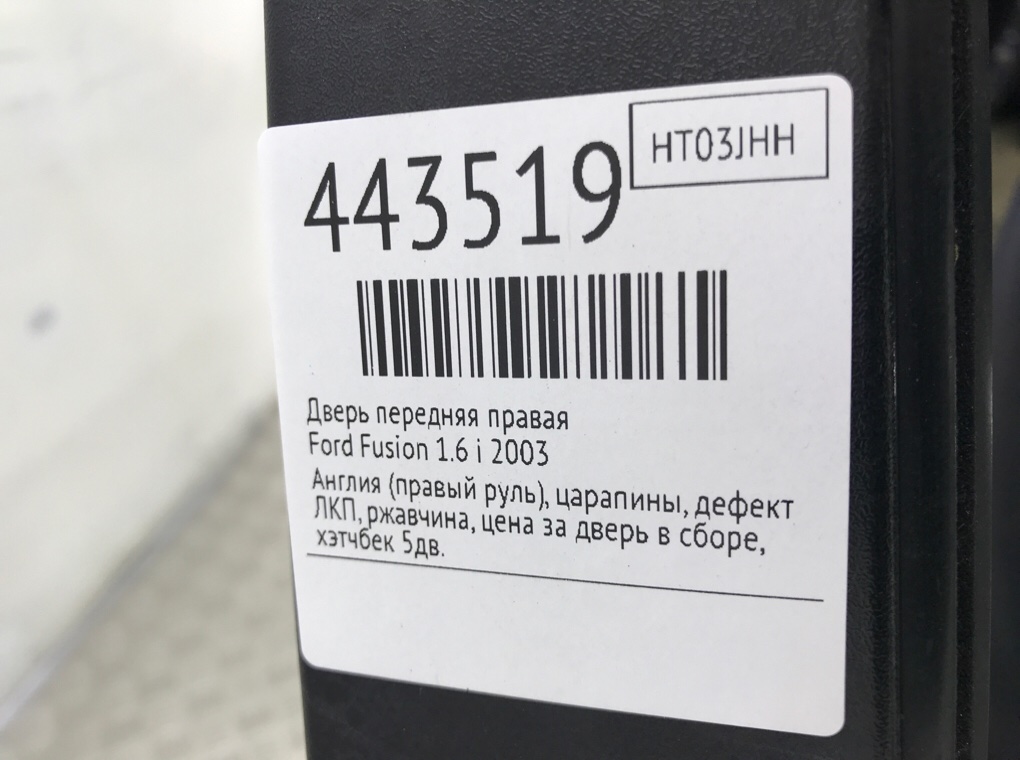 443519
HT03JHH
Дверь передняя правая
Ford Fusion 1.6 i 2003
Англия (правый руль), царапины, дефект
ЛКП, ржавчина, цена за дверь в сборе,
хэтчбек 5дв.